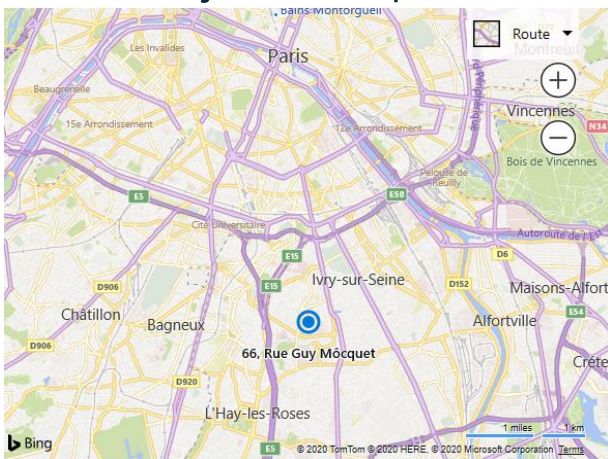 Bains Montorgueil
Route
Les Invalides
Paris
Montreuil
Beaugrenelle
Vincennes
N34
15e Arrondissement
12e Arrondissement
Bois de Vincennes
Pelouse de
Reuilly
E5
E50
Cité Universitaire
Autoroute de l'Est
E15
D6
E15
Ivry-sur-Seine
D152
Maisons-Alfort
D906
Châtillon
Bagneux
Alfortville
E54
D906
66, Rue Guy Môcquet
Créte
D920
L'Hay-les-Roses
1 miles
1 km
Bing
E5
© 2020 TomTom © 2020 HERE, © 2020 Microsoft Corporation Terms